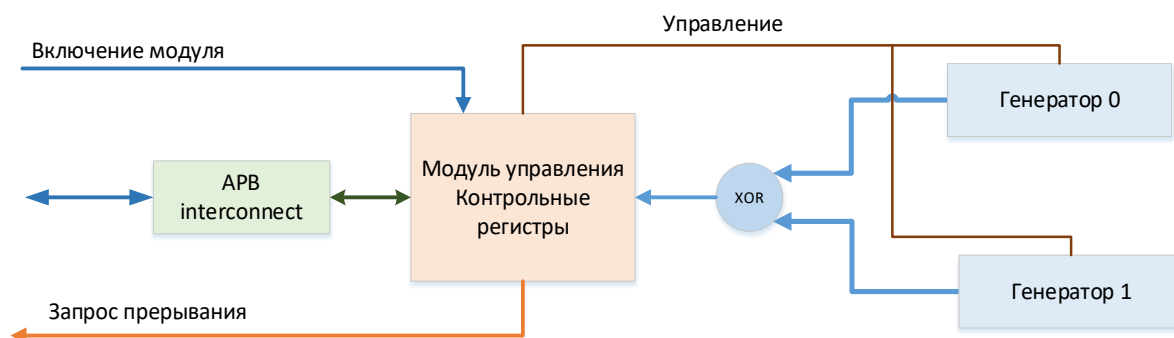 Управление
Включение модуля
Генератор 0
APB
interconnect
Модуль управления
Контрольные
регистры
XOR
Генератор 1
Запрос прерывания